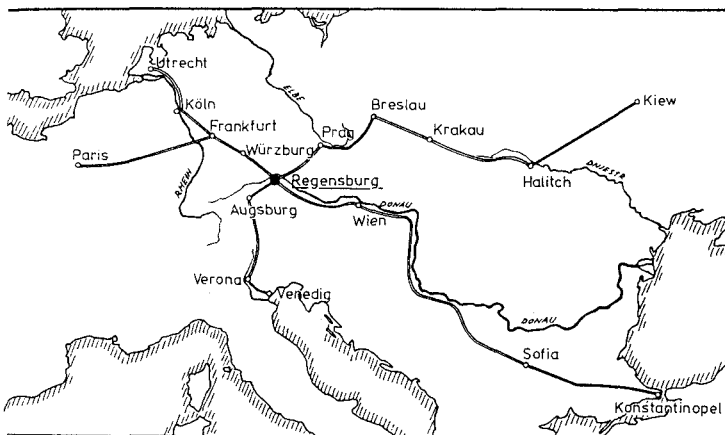 Utrecht
ELBE
Köln
Breslau
Kiew
Frankfurt
Prag
Krakau
Paris
Würzburg
Halitch
DNJESTR
RHEIN
Regensburg
Augsburg
DONAU
Wien
Verona
Venedig
DONAU
Sofia
Konstantinopel